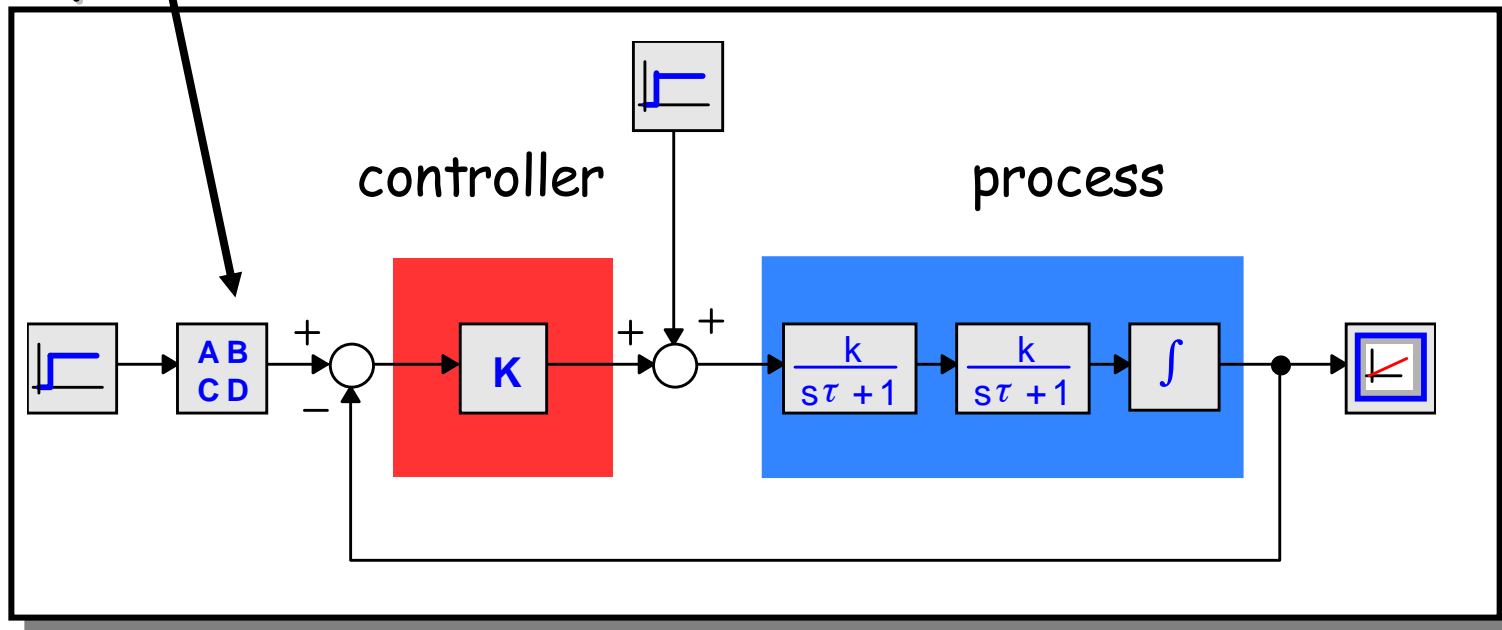 controller
process
+
+
+
A B
C D
−
K
k
sτ + 1
k
sτ + 1
∫